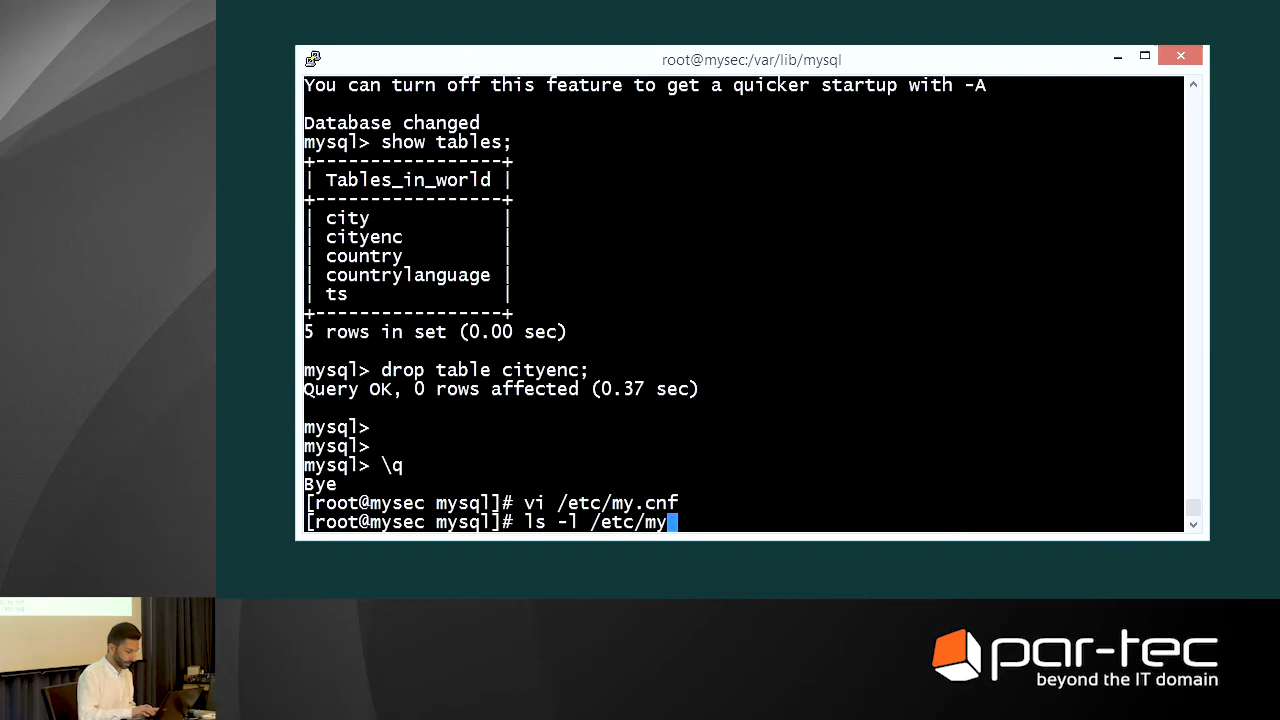 root@mysec:/var/lib/mysql
You can turn off this feature to get a quicker startup with -A
Database changed
mysql> show tables;
+-----------------+
| Tables_in_world |
+-----------------+
| city            |
| cityenc         |
| country         |
| countrylanguage |
| ts              |
+-----------------+
5 rows in set (0.00 sec)
mysql> drop table cityenc;
Query OK, 0 rows affected (0.37 sec)
mysql>
mysql>
mysql> \q
Bye
[root@mysec mysql]# vi /etc/my.cnf
[root@mysec mysql]# ls -l /etc/my
par-tec
beyond the IT domain